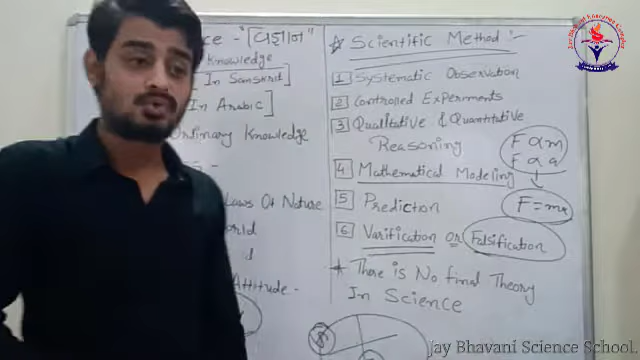 ce - "विज्ञान"
Knowledge
In Sanskrit]
In Arabic]
Ordinary Knowledge
Laws Of Nature
orld
d
Attitude -
☆ Scientific Method :-
1 Systematic Observation
2 Controlled Experiments
3 Qualitative & Quantitative
Reasoning
F ∝ m
F ∝ a
4 Mathematical Modeling
F = ma
5 Prediction
6 Varification or Falsification
* There is No final Theory
In Science
Jay Bhavani Science School.